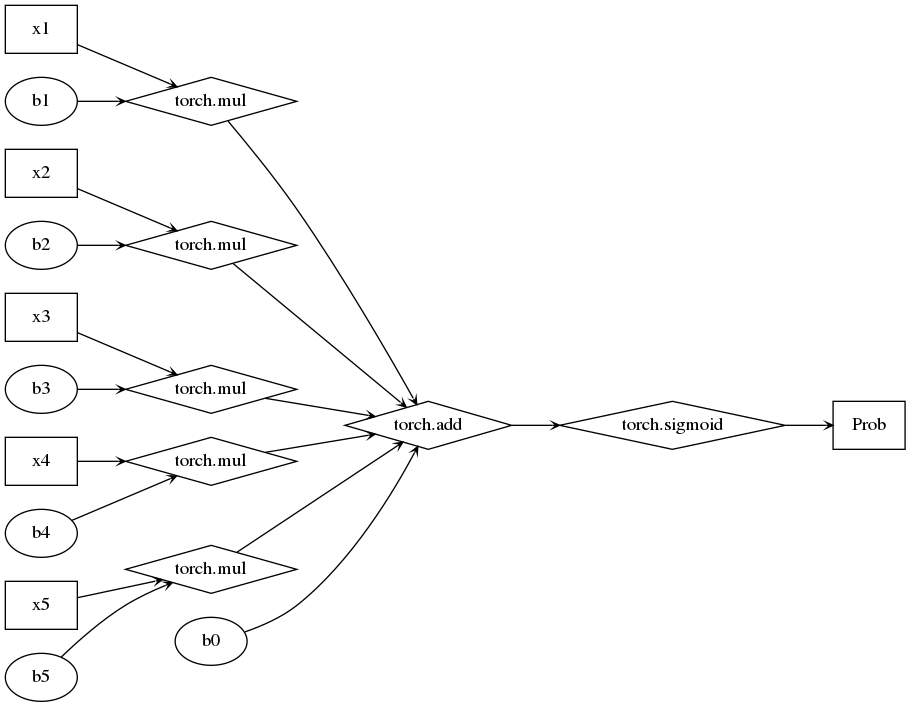 x1
b1
torch.mul
x2
b2
torch.mul
x3
b3
torch.mul
x4
torch.mul
b4
torch.add
torch.sigmoid
Prob
torch.mul
x5
b5
b0